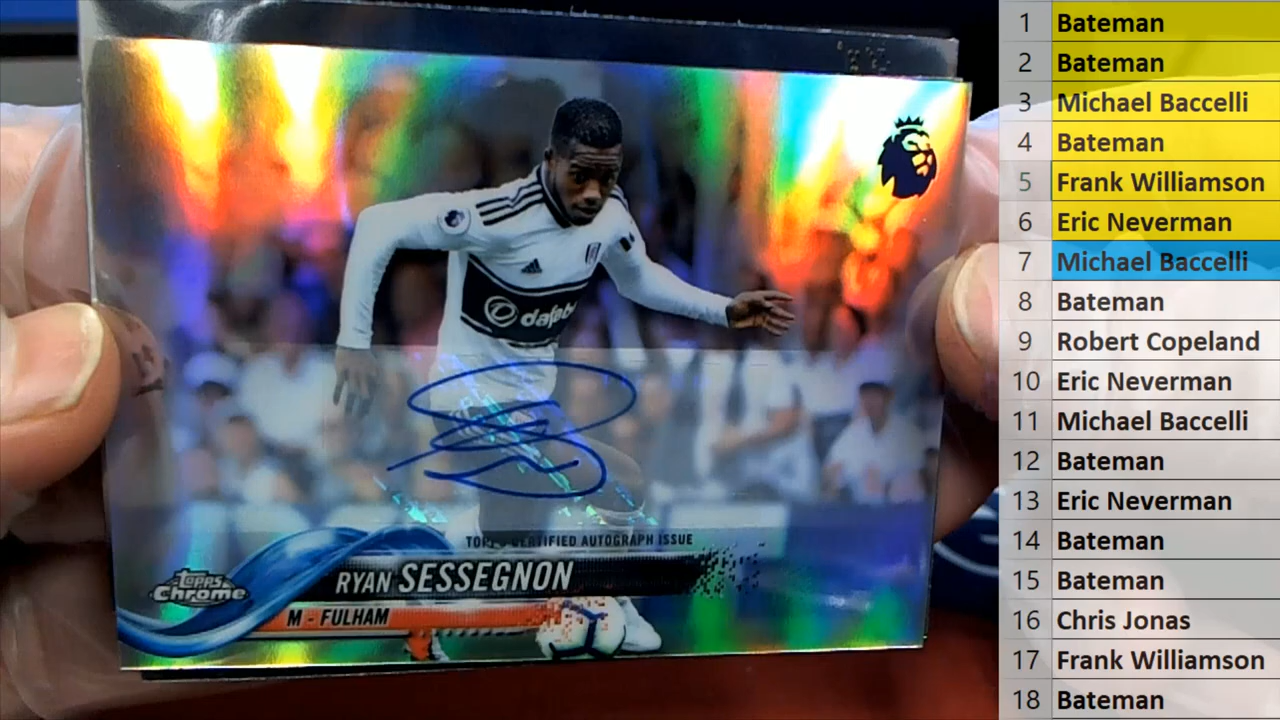 dafabe
TOPPS CERTIFIED AUTOGRAPH ISSUE
Topps
Chrome
RYAN SESSEGNON
M - FULHAM
1 Bateman
2 Bateman
3 Michael Baccelli
4 Bateman
5 Frank Williamson
6 Eric Neverman
7 Michael Baccelli
8 Bateman
9 Robert Copeland
10 Eric Neverman
11 Michael Baccelli
12 Bateman
13 Eric Neverman
14 Bateman
15 Bateman
16 Chris Jonas
17 Frank Williamson
18 Bateman